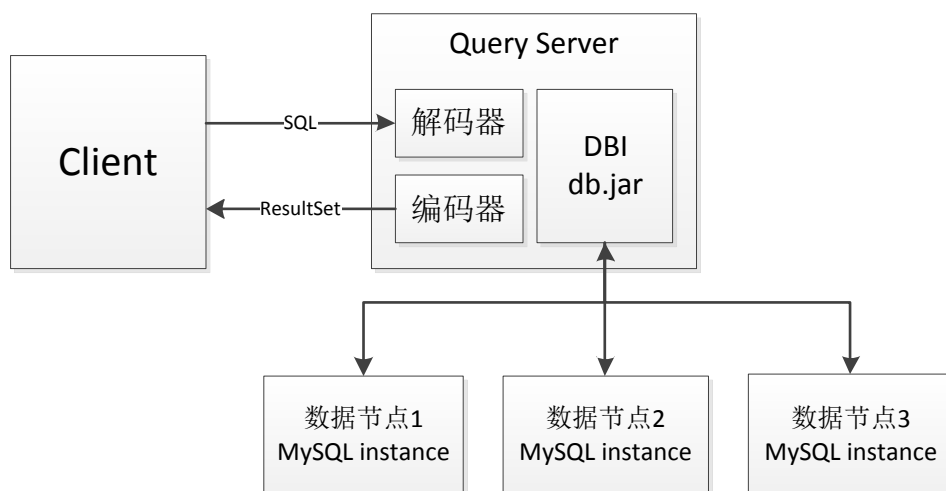 Query Server
Client
SQL
解码器
DBI
db.jar
ResultSet
编码器
数据节点1
MySQL instance
数据节点2
MySQL instance
数据节点3
MySQL instance